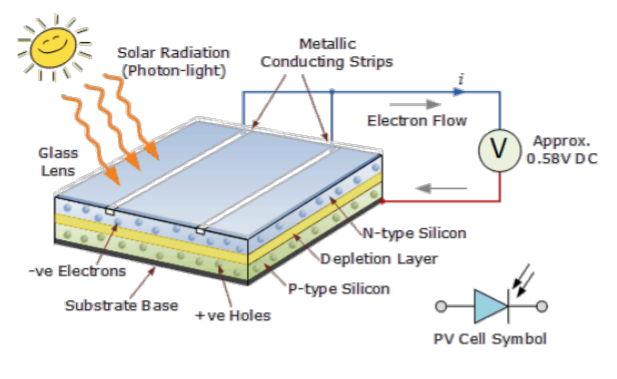 Solar Radiation
(Photon-light)
Metallic
Conducting Strips
i
Electron Flow
Glass
Lens
V
Approx.
0.58V DC
N-type Silicon
-ve Electrons
Depletion Layer
P-type Silicon
Substrate Base
+ve Holes
PV Cell Symbol